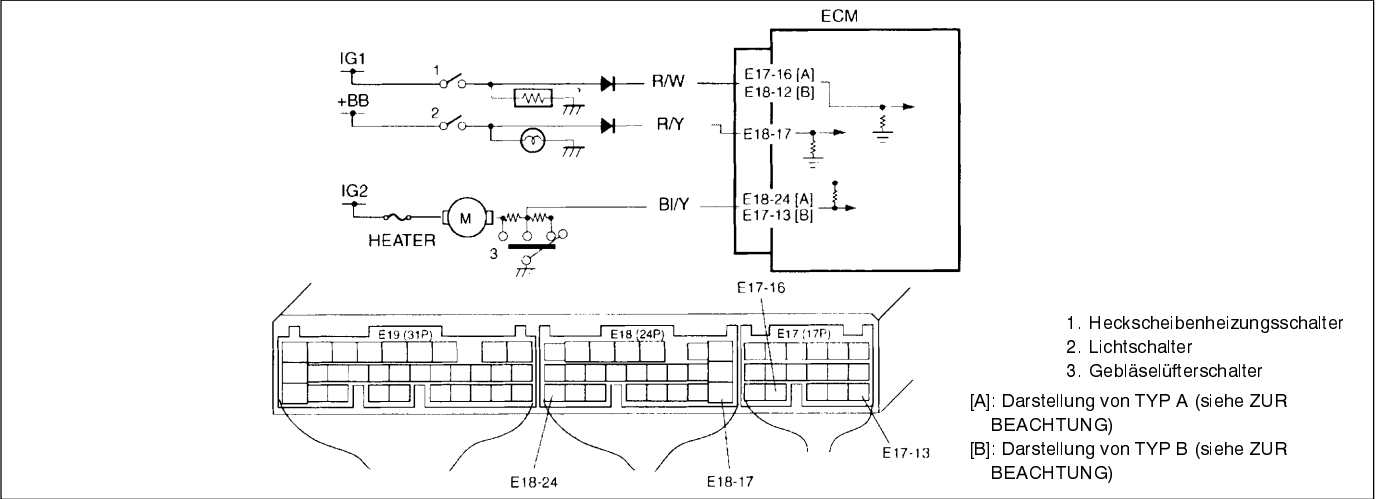 ECM
IG1
1
R/W
E17-16 [A]
E18-12 [B]
+BB
2
R/Y
E18-17
IG2
M
HEATER
3
Bl/Y
E18-24 [A]
E17-13 [B]
E17-16
E19 (31P)
E18 (24P)
E17 (17P)
E18-24
E18-17
E17-13
1. Heckscheibenheizungsschalter
2. Lichtschalter
3. Gebläselüfterschalter
[A]: Darstellung von TYP A (siehe ZUR
BEACHTUNG)
[B]: Darstellung von TYP B (siehe ZUR
BEACHTUNG)